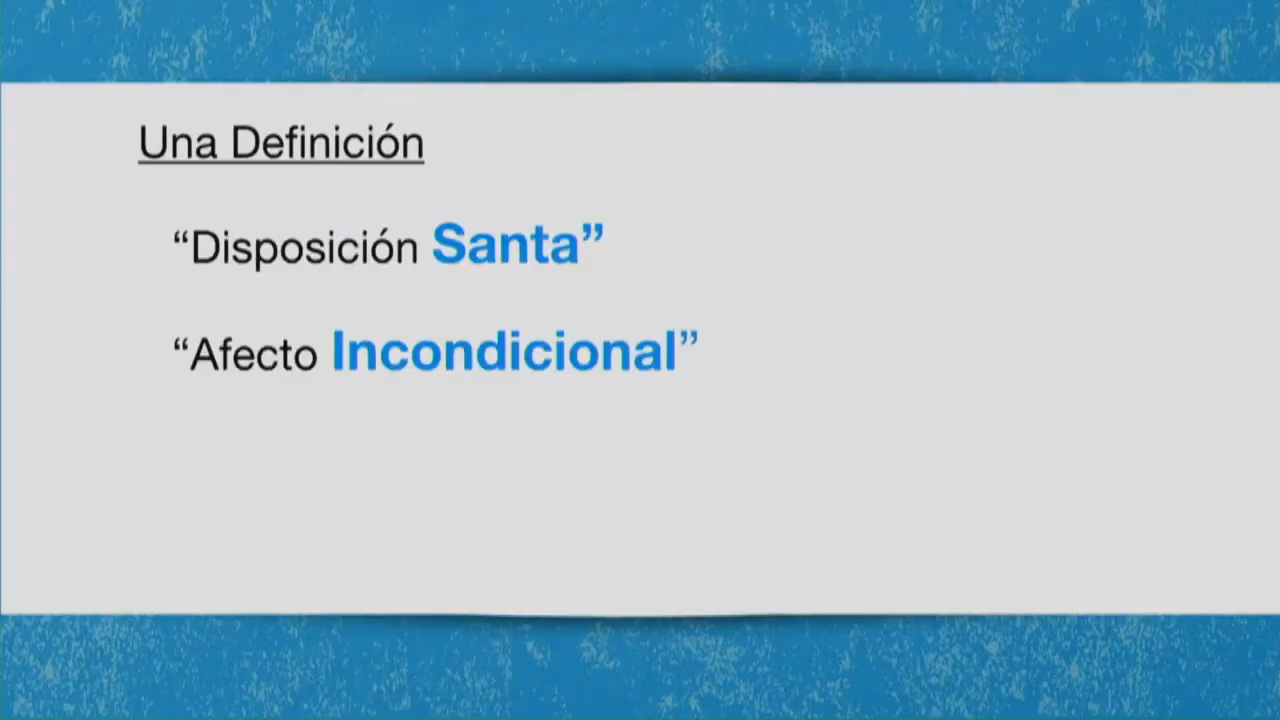 Una Definición
“Disposición Santa”
“Afecto Incondicional”